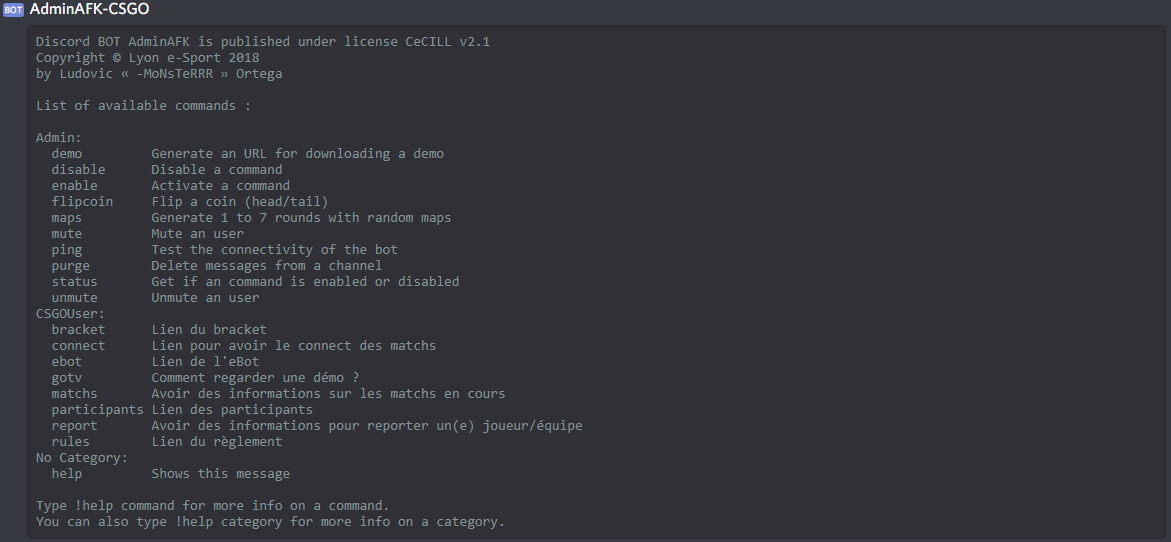 BOT AdminAFK-CSGO
Discord BOT AdminAFK is published under license CeCILL v2.1
Copyright © Lyon e-Sport 2018
by Ludovic « -MoNsTeRRR » Ortega
List of available commands :
Admin:
demo Generate an URL for downloading a demo
disable Disable a command
enable Activate a command
flipcoin Flip a coin (head/tail)
maps Generate 1 to 7 rounds with random maps
mute Mute an user
ping Test the connectivity of the bot
purge Delete messages from a channel
status Get if an command is enabled or disabled
unmute Unmute an user
CSGOUser:
bracket Lien du bracket
connect Lien pour avoir le connect des matchs
ebot Lien de l'eBot
gotv Comment regarder une démo ?
matchs Avoir des informations sur les matchs en cours
participants Lien des participants
report Avoir des informations pour reporter un(e) joueur/équipe
rules Lien du règlement
No Category:
help Shows this message
Type !help command for more info on a command.
You can also type !help category for more info on a category.